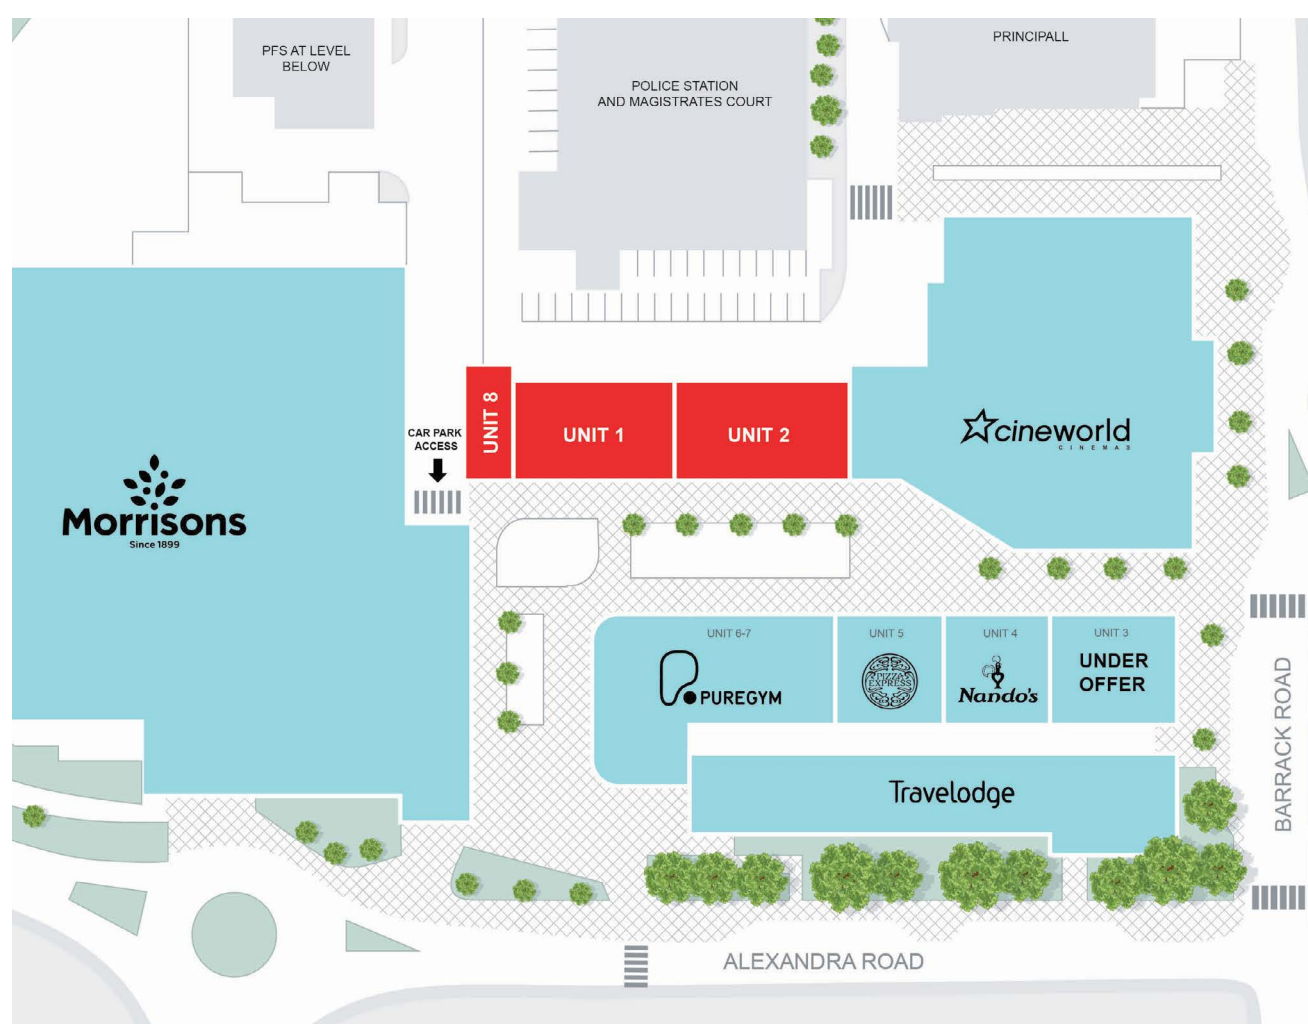 PFS AT LEVEL
BELOW
POLICE STATION
AND MAGISTRATES COURT
PRINCIPALL
CAR PARK
ACCESS
UNIT 8
UNIT 1
UNIT 2
cineworld
CINEMAS
Morrisons
Since 1899
UNIT 6-7
PUREGYM
UNIT 5
PIZZA
EXPRESS
UNIT 4
Nando's
UNIT 3
UNDER
OFFER
Travelodge
BARRACK ROAD
ALEXANDRA ROAD